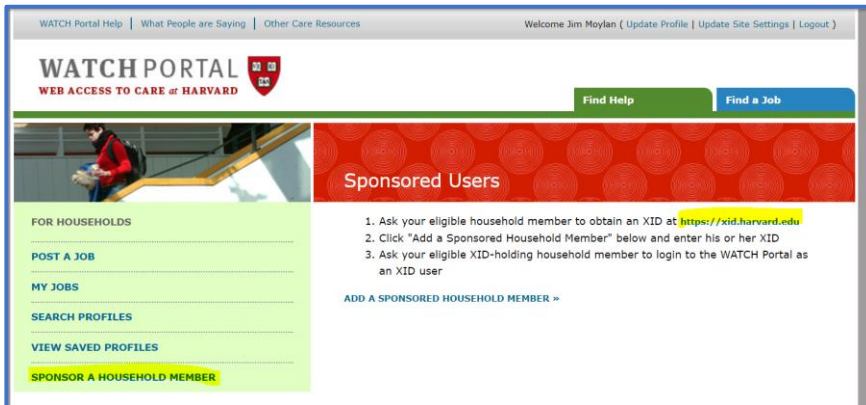 WATCH Portal Help | What People are Saying | Other Care Resources
Welcome Jim Moylan ( Update Profile | Update Site Settings | Logout )
WATCH PORTAL
WEB ACCESS TO CARE at HARVARD
Find Help
Find a Job
Sponsored Users
FOR HOUSEHOLDS
POST A JOB
MY JOBS
SEARCH PROFILES
VIEW SAVED PROFILES
SPONSOR A HOUSEHOLD MEMBER
1. Ask your eligible household member to obtain an XID at https://xid.harvard.edu
2. Click "Add a Sponsored Household Member" below and enter his or her XID
3. Ask your eligible XID-holding household member to login to the WATCH Portal as
an XID user
ADD A SPONSORED HOUSEHOLD MEMBER »